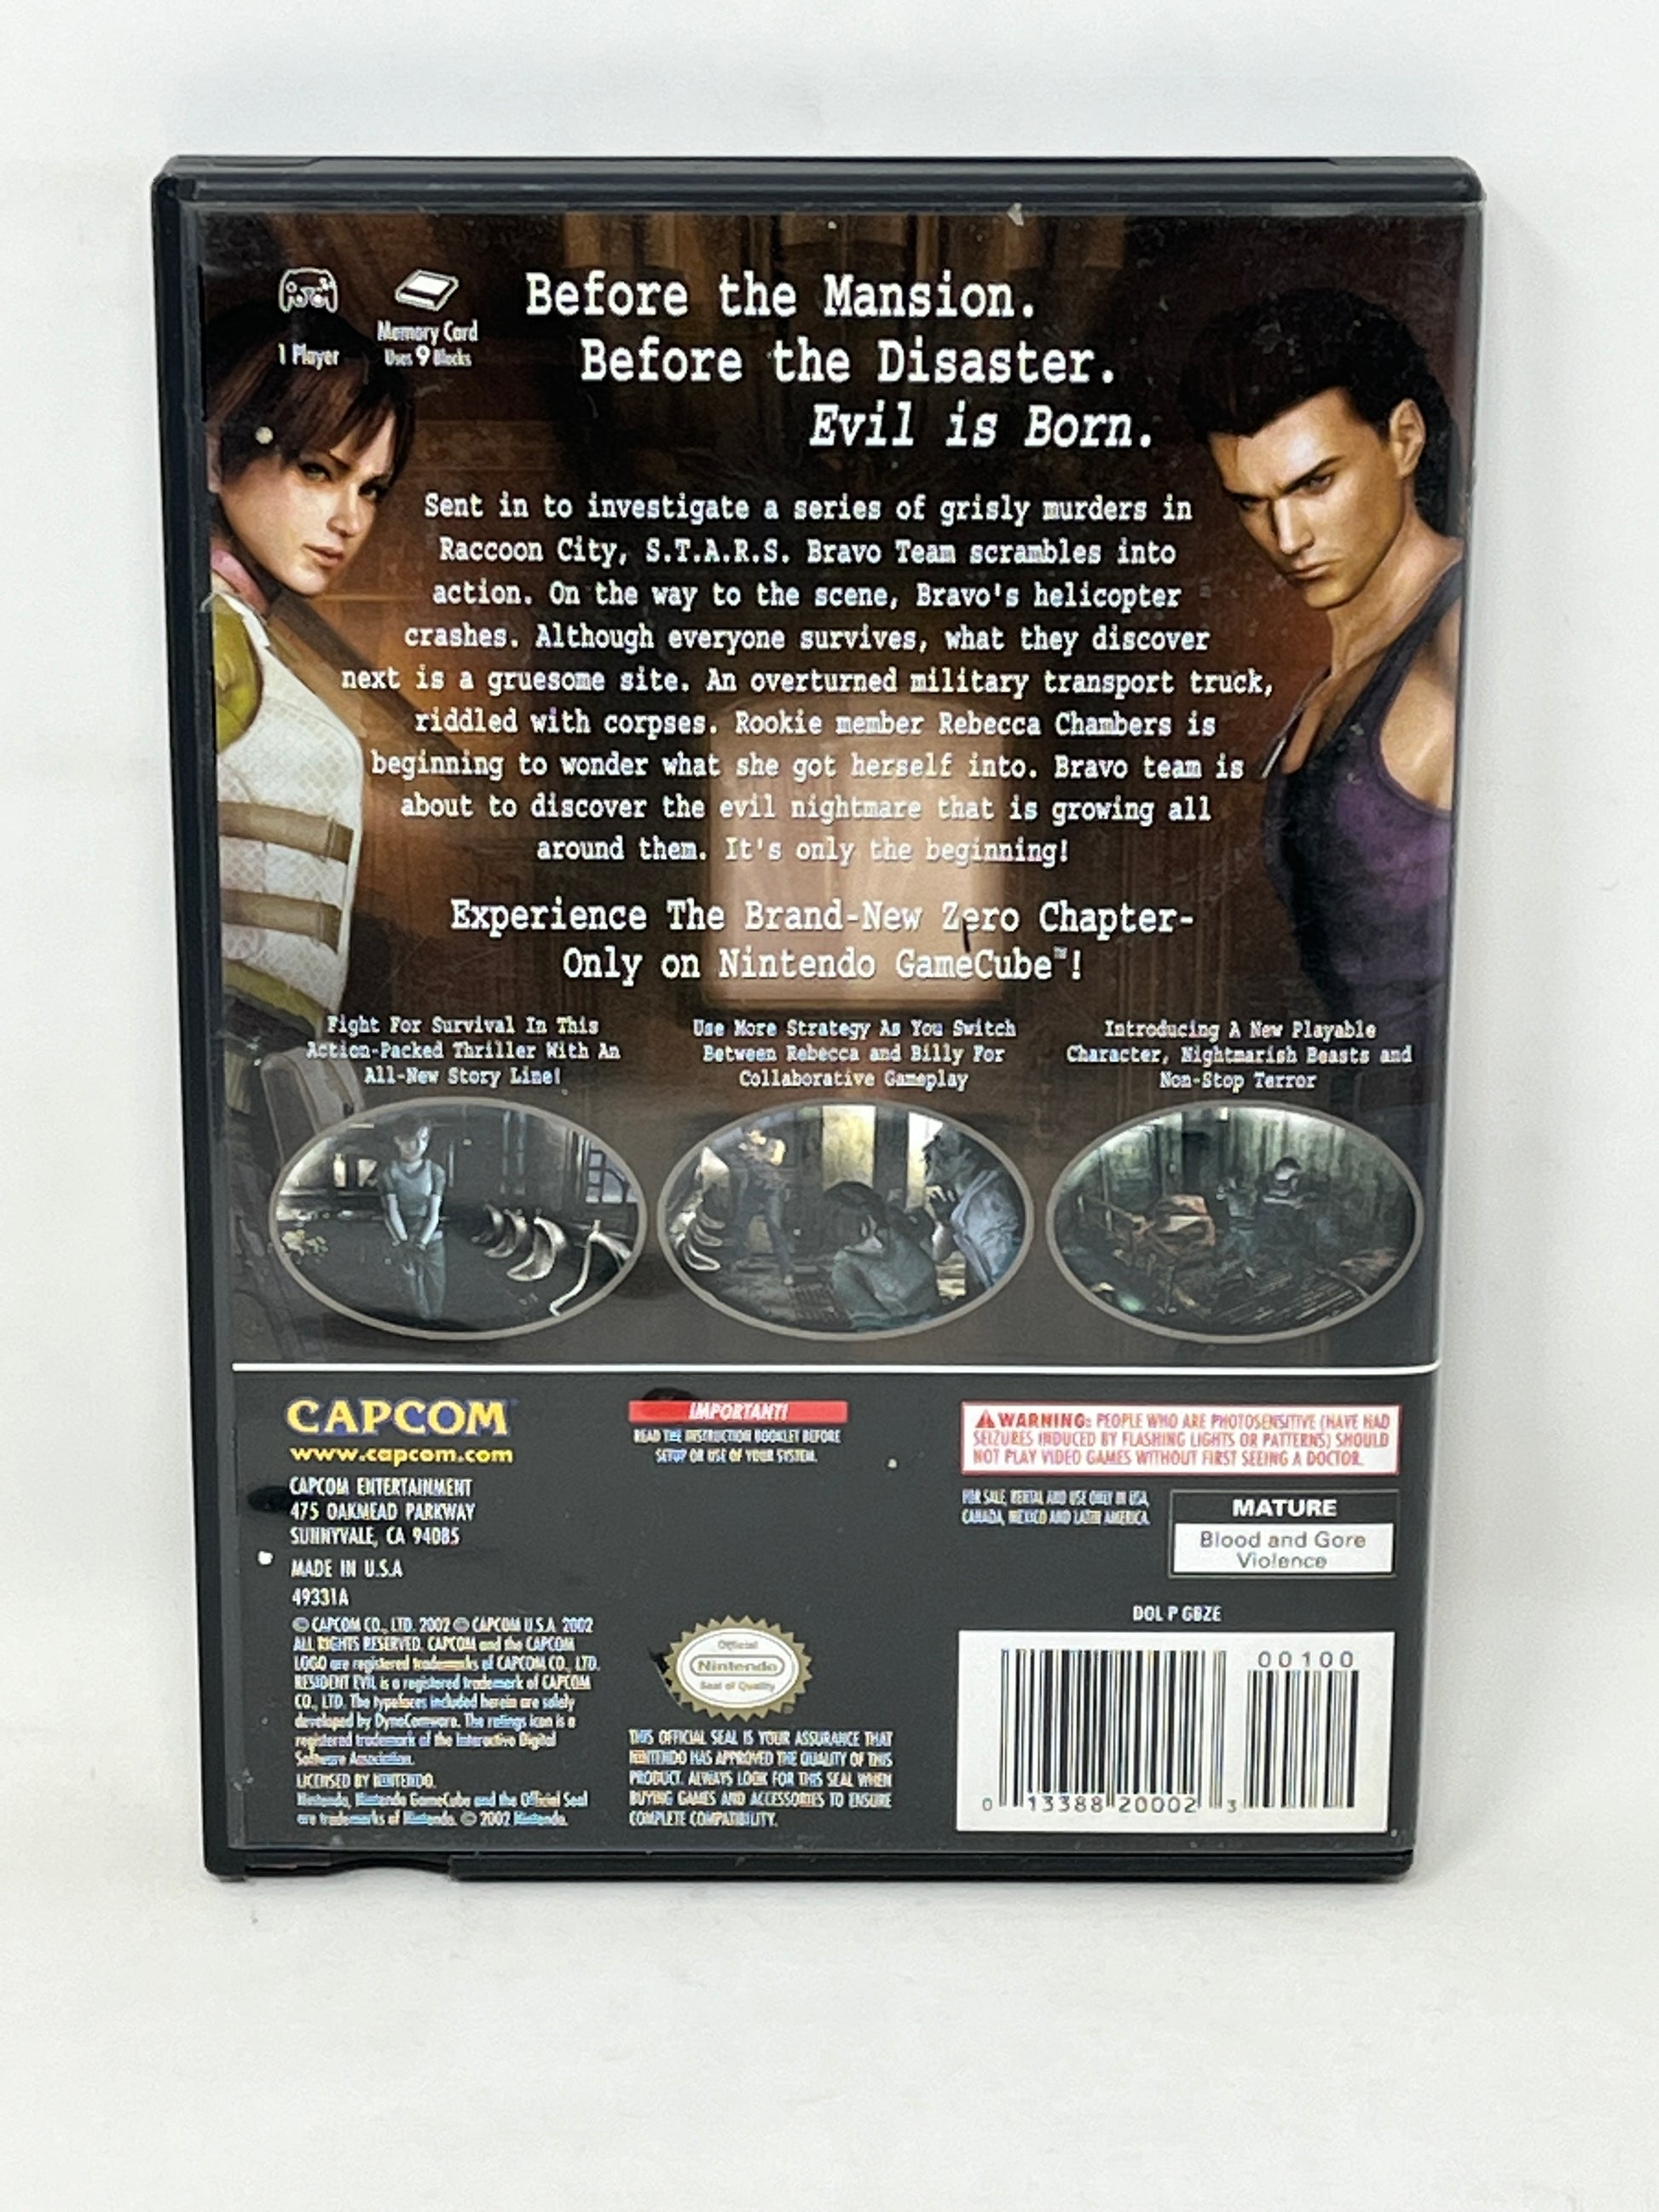 1 Player
Memory Card
Uses 9 Blocks
Before the Mansion.
Before the Disaster.
Evil is Born.
Sent in to investigate a series of grisly murders in
Raccoon City, S.T.A.R.S. Bravo Team scrambles into
action. On the way to the scene, Bravo's helicopter
crashes. Although everyone survives, what they discover
next is a gruesome site. An overturned military transport truck,
riddled with corpses. Rookie member Rebecca Chambers is
beginning to wonder what she got herself into. Bravo team is
about to discover the evil nightmare that is growing all
around them. It's only the beginning!
Experience The Brand-New Zero Chapter-
Only on Nintendo GameCube™!
Fight For Survival In This
Action-Packed Thriller With An
All-New Story Line!
Use More Strategy As You Switch
Between Rebecca and Billy For
Collaborative Gameplay
Introducing A New Playable
Character, Nightmarish Beasts and
Non-Stop Terror
CAPCOM
www.capcom.com
CAPCOM ENTERTAINMENT
475 OAKMEAD PARKWAY
SUNNYVALE, CA 94085
MADE IN U.S.A
49331A
© CAPCOM CO., LTD. 2002 © CAPCOM U.S.A. 2002
ALL RIGHTS RESERVED. CAPCOM and the CAPCOM
LOGO are registered trademarks of CAPCOM CO., LTD.
RESIDENT EVIL is a registered trademark of CAPCOM
CO., LTD. The typefaces included herein are solely
developed by DynaComware. The ratings icon is a
registered trademark of the Interactive Digital
Software Association.
LICENSED BY NINTENDO.
Nintendo, Nintendo GameCube and the Official Seal
are trademarks of Nintendo. © 2002 Nintendo.
IMPORTANT!
READ THE INSTRUCTION BOOKLET BEFORE
SETUP OR USE OF YOUR SYSTEM.
Official
Nintendo
Seal of Quality
THIS OFFICIAL SEAL IS YOUR ASSURANCE THAT
NINTENDO HAS APPROVED THE QUALITY OF THIS
PRODUCT. ALWAYS LOOK FOR THIS SEAL WHEN
BUYING GAMES AND ACCESSORIES TO ENSURE
COMPLETE COMPATIBILITY.
WARNING: PEOPLE WHO ARE PHOTOSENSITIVE (HAVE HAD
SEIZURES INDUCED BY FLASHING LIGHTS OR PATTERNS) SHOULD
NOT PLAY VIDEO GAMES WITHOUT FIRST SEEING A DOCTOR.
FOR SALE, RENTAL AND USE ONLY IN USA,
CANADA, MEXICO AND LATIN AMERICA.
MATURE
Blood and Gore
Violence
DOL P GBZE
00100
0 13388 20002 3